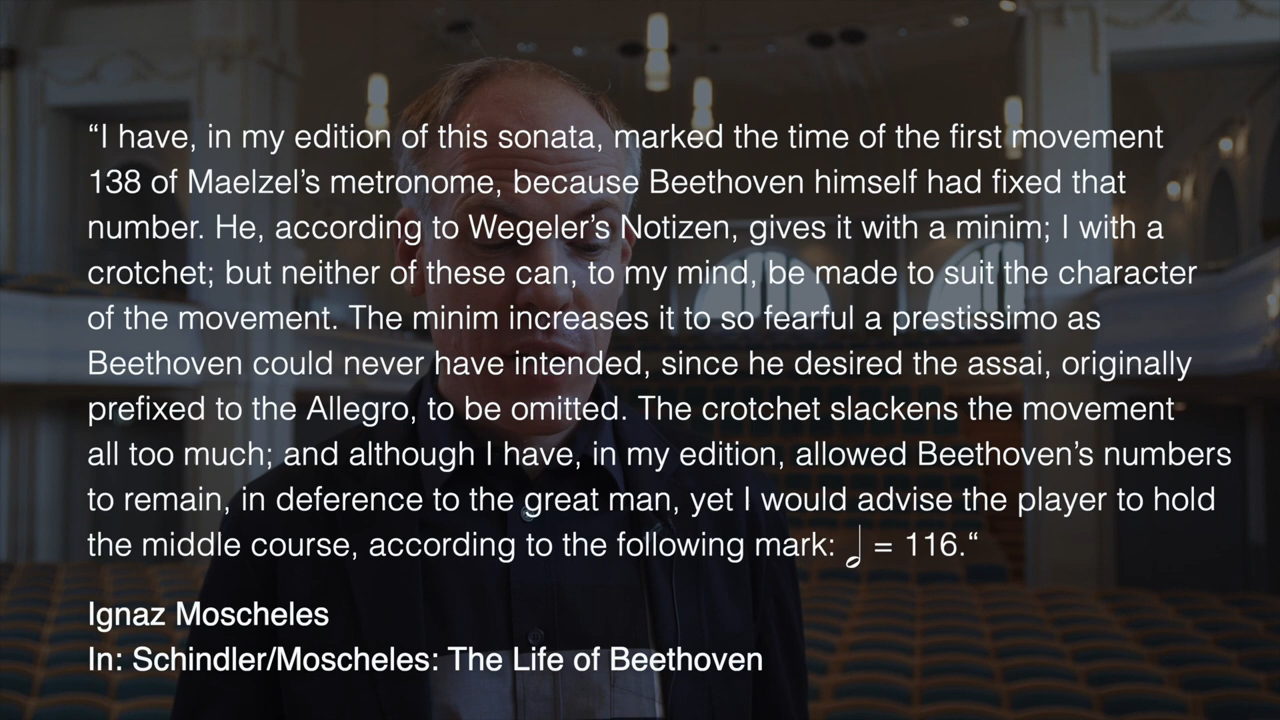 “I have, in my edition of this sonata, marked the time of the first movement
138 of Maelzel’s metronome, because Beethoven himself had fixed that
number. He, according to Wegeler’s Notizen, gives it with a minim; I with a
crotchet; but neither of these can, to my mind, be made to suit the character
of the movement. The minim increases it to so fearful a prestissimo as
Beethoven could never have intended, since he desired the assai, originally
prefixed to the Allegro, to be omitted. The crotchet slackens the movement
all too much; and although I have, in my edition, allowed Beethoven’s numbers
to remain, in deference to the great man, yet I would advise the player to hold
the middle course, according to the following mark: 𝅗𝅥 = 116.“
Ignaz Moscheles
In: Schindler/Moscheles: The Life of Beethoven